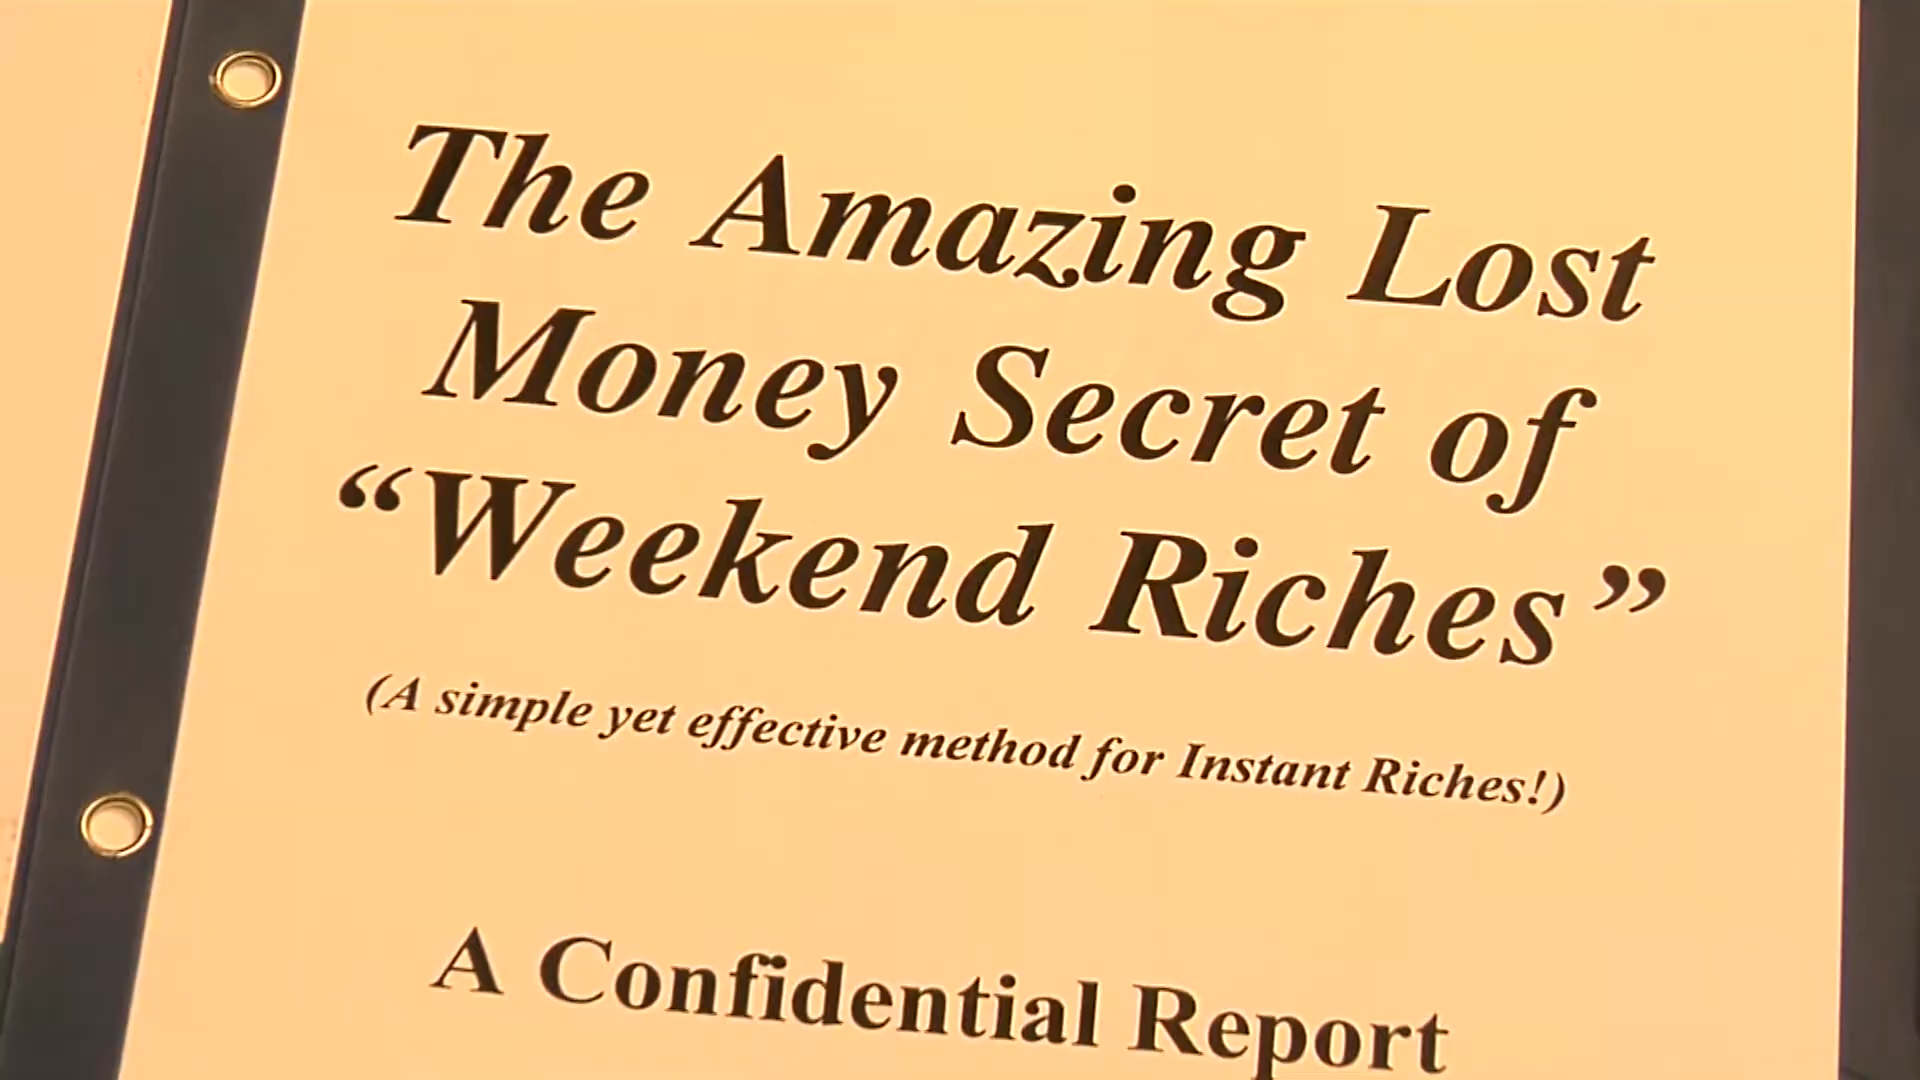 The Amazing Lost
Money Secret of
“Weekend Riches”
(A simple yet effective method for Instant Riches!)
A Confidential Report